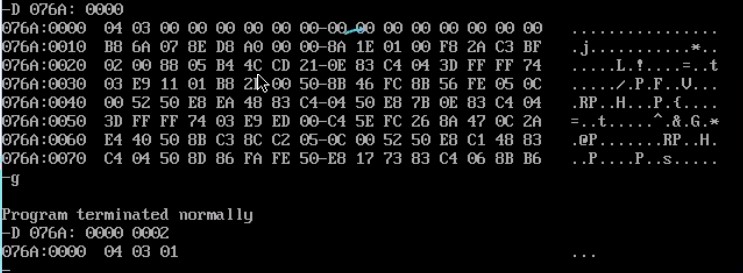 -D 076A: 0000
076A:0000 04 03 00 00 00 00 00 00-00 00 00 00 00 00 00 00 ................
076A:0010 B8 6A 07 8E D8 A0 00 00-8A 1E 01 00 F8 2A C3 BF .j...........*..
076A:0020 02 00 88 05 B4 4C CD 21-0E 83 C4 04 3D FF FF 74 .....L.!....=..t
076A:0030 03 E9 11 01 B8 2F 00 50-8B 46 FC 8B 56 FE 05 0C ...../.P.F..V...
076A:0040 00 52 50 E8 EA 48 83 C4-04 50 E8 7B 0E 83 C4 04 .RP..H...P.{....
076A:0050 3D FF FF 74 03 E9 ED 00-C4 5E FC 26 8A 47 0C 2A =..t.....^.&.G.*
076A:0060 E4 40 50 8B C3 8C C2 05-0C 00 52 50 E8 C1 48 83 .@P.......RP..H.
076A:0070 C4 04 50 8D 86 FA FE 50-E8 17 73 83 C4 06 8B B6 ..P....P..s.....
-g
Program terminated normally
-D 076A: 0000 0002
076A:0000 04 03 01 ...
-